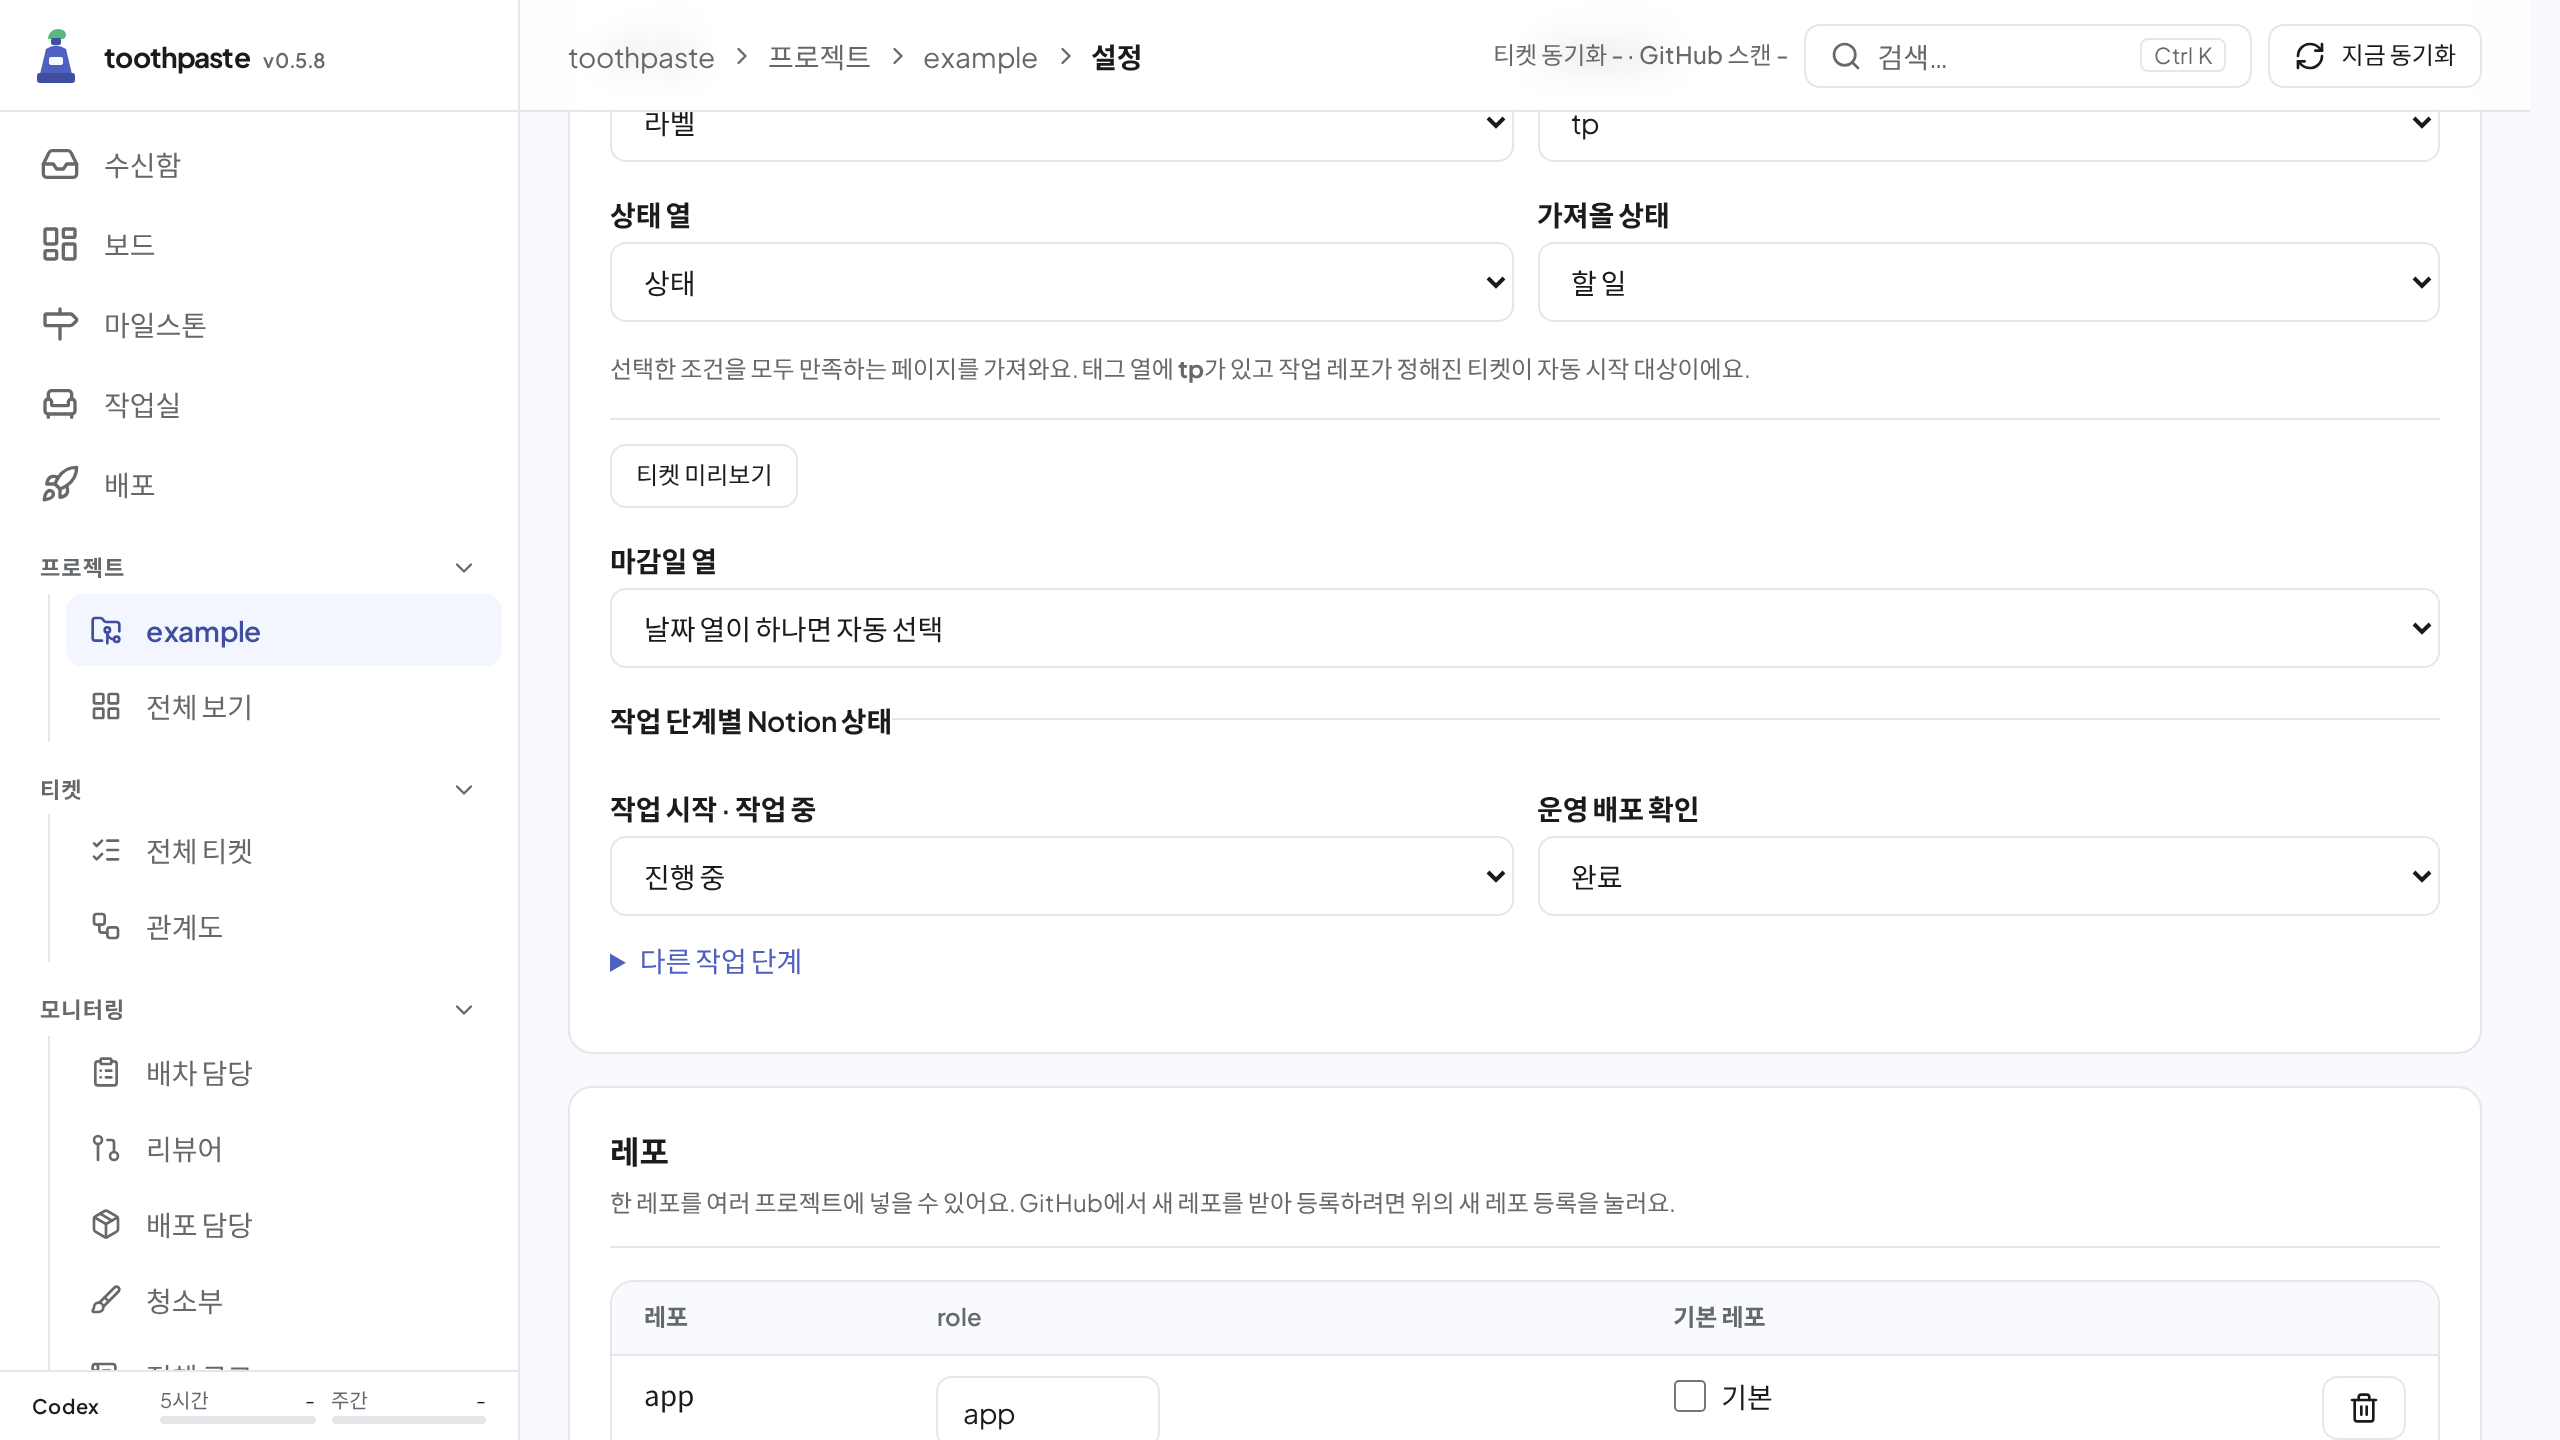 toothpaste v0.5.8
toothpaste > 프로젝트 > example > 설정
티켓 동기화 - · GitHub 스캔 -
검색...
Ctrl K
지금 동기화
수신함
보드
마일스톤
작업실
배포
프로젝트
example
전체 보기
티켓
전체 티켓
관계도
모니터링
배차 담당
리뷰어
배포 담당
청소부
Codex
5시간 -
주간 -
라벨
tp
상태 열
가져올 상태
상태
할 일
선택한 조건을 모두 만족하는 페이지를 가져와요. 태그 열에 tp가 있고 작업 레포가 정해진 티켓이 자동 시작 대상이에요.
티켓 미리보기
마감일 열
날짜 열이 하나면 자동 선택
작업 단계별 Notion 상태
작업 시작 · 작업 중
운영 배포 확인
진행 중
완료
▶ 다른 작업 단계
레포
한 레포를 여러 프로젝트에 넣을 수 있어요. GitHub에서 새 레포를 받아 등록하려면 위의 새 레포 등록을 눌러요.
레포
role
기본 레포
app
app
기본